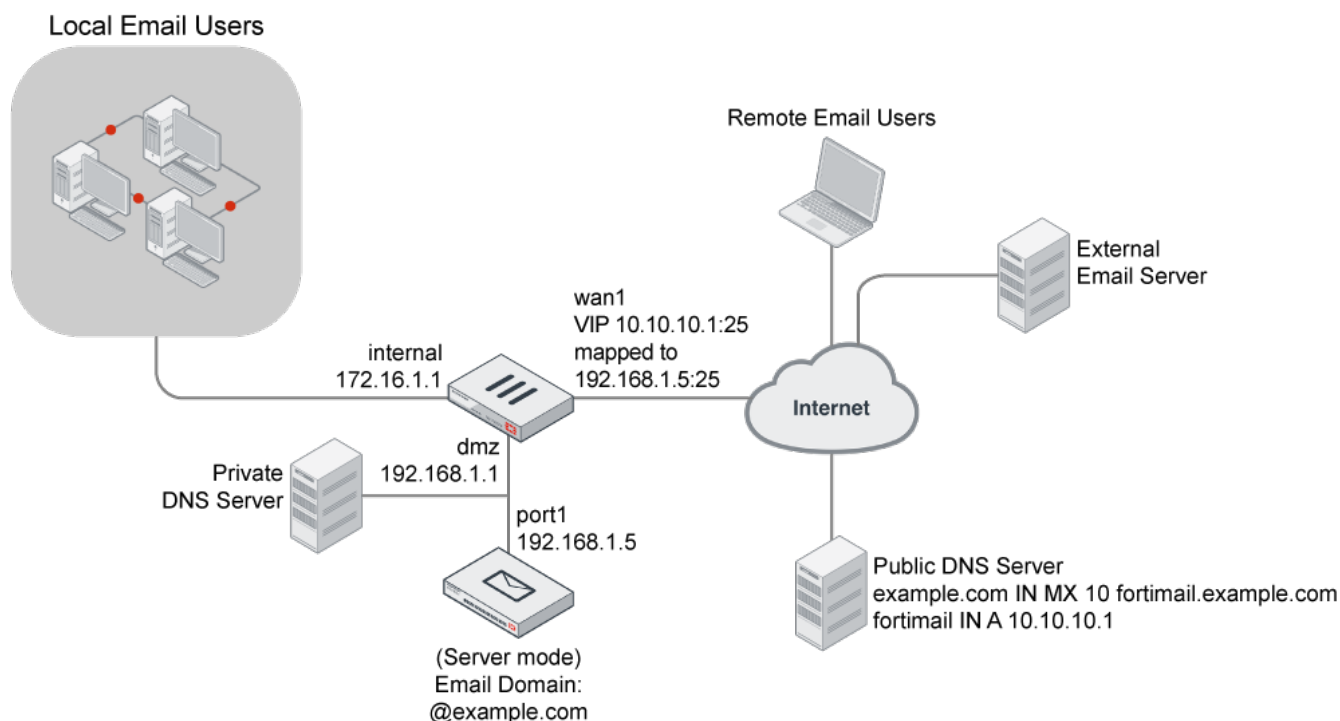 Local Email Users
Remote Email Users
External
Email Server
wan1
VIP 10.10.10.1:25
mapped to
192.168.1.5:25
internal
172.16.1.1
Internet
dmz
192.168.1.1
Private
DNS Server
port1
192.168.1.5
Public DNS Server
example.com IN MX 10 fortimail.example.com
fortimail IN A 10.10.10.1
(Server mode)
Email Domain:
@example.com